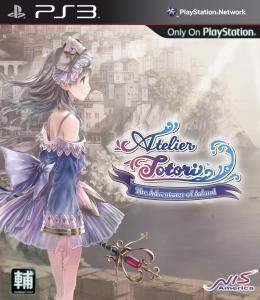 PS3
PlayStation.Network
Only On PlayStation.
Atelier
Totori
The Adventurer of Arland
輔
NIS
America